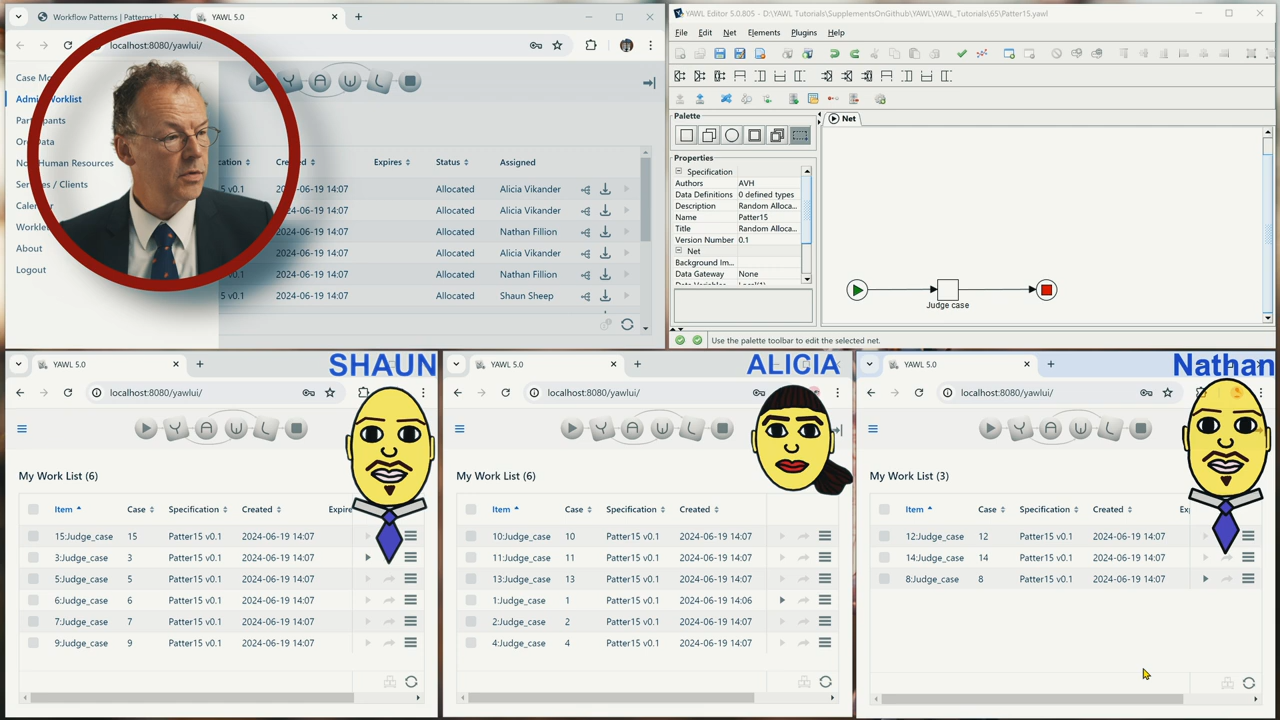 Workflow Patterns | Patterns |
YAWL 5.0
localhost:8080/yawlui/
Case Mo
Admin Worklist
Participants
Org Data
Non-Human Resources
Services / Clients
Calen
Workle
About
Logout
Y A W L
cation Created Expires Status Assigned
5 v0.1 2024-06-19 14:07 Allocated Alicia Vikander
2024-06-19 14:07 Allocated Alicia Vikander
2024-06-19 14:07 Allocated Nathan Fillion
2024-06-19 14:07 Allocated Alicia Vikander
2024-06-19 14:07 Allocated Nathan Fillion
5 v0.1 2024-06-19 14:07 Allocated Shaun Sheep
YAWL Editor 5.0.805 - D:\YAWL Tutorials\SupplementsOnGithub\YAWL\YAWL_Tutorials\65\Patter15.yawl
File Edit Net Elements Plugins Help
Palette
Properties
Specification
Authors AVH
Data Definitions 0 defined types
Description Random Alloca...
Name Patter15
Title Random Alloca...
Version Number 0.1
Net
Background Im...
Data Gateway None
Data Variables Local(1)
Net
Judge case
Use the palette toolbar to edit the selected net.
YAWL 5.0
SHAUN
localhost:8080/yawlui/
Y A W L
My Work List (6)
Item Case Specification Created Expire
15:Judge_case 15 Patter15 v0.1 2024-06-19 14:07
3:Judge_case 3 Patter15 v0.1 2024-06-19 14:07
5:Judge_case 5 Patter15 v0.1 2024-06-19 14:07
6:Judge_case 6 Patter15 v0.1 2024-06-19 14:07
7:Judge_case 7 Patter15 v0.1 2024-06-19 14:07
9:Judge_case 9 Patter15 v0.1 2024-06-19 14:07
YAWL 5.0
ALICIA
localhost:8080/yawlui/
Y A W L
My Work List (6)
Item Case Specification Created
10:Judge_case 10 Patter15 v0.1 2024-06-19 14:07
11:Judge_case 11 Patter15 v0.1 2024-06-19 14:07
13:Judge_case 13 Patter15 v0.1 2024-06-19 14:07
1:Judge_case 1 Patter15 v0.1 2024-06-19 14:06
2:Judge_case 2 Patter15 v0.1 2024-06-19 14:07
4:Judge_case 4 Patter15 v0.1 2024-06-19 14:07
YAWL 5.0
Nathan
localhost:8080/yawlui/
Y A W L
My Work List (3)
Item Case Specification Created Ex
12:Judge_case 12 Patter15 v0.1 2024-06-19 14:07
14:Judge_case 14 Patter15 v0.1 2024-06-19 14:07
8:Judge_case 8 Patter15 v0.1 2024-06-19 14:07